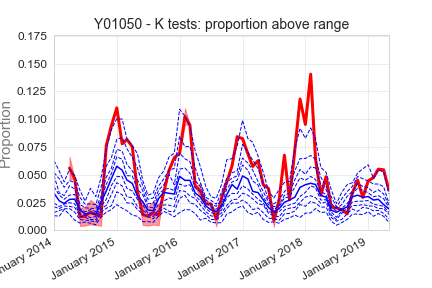 Y01050 - K tests: proportion above range
Proportion
0.175
0.150
0.125
0.100
0.075
0.050
0.025
0.000
nuary 2014
January 2015
January 2016
January 2017
January 2018
January 2019